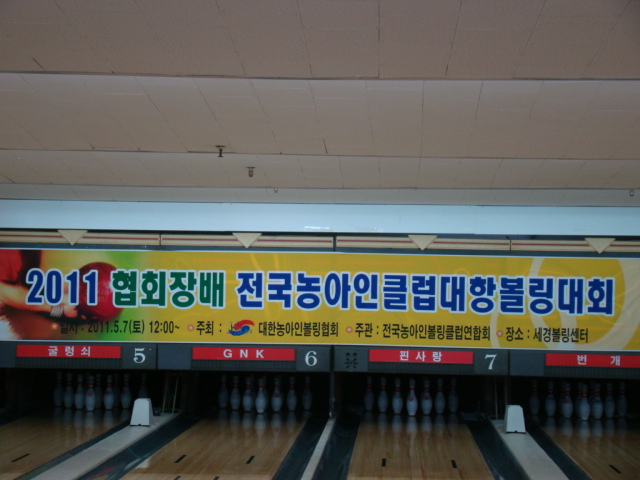 2011 협회장배 전국농아인클럽대항볼링대회
일시 : 2011.5.7(토) 12:00~ 주최 : 대한농아인볼링협회 주관 : 전국농아인볼링클럽연합회 장소 : 세경볼링센터
굴렁쇠 5 GNK 6 핀사랑 7 번개